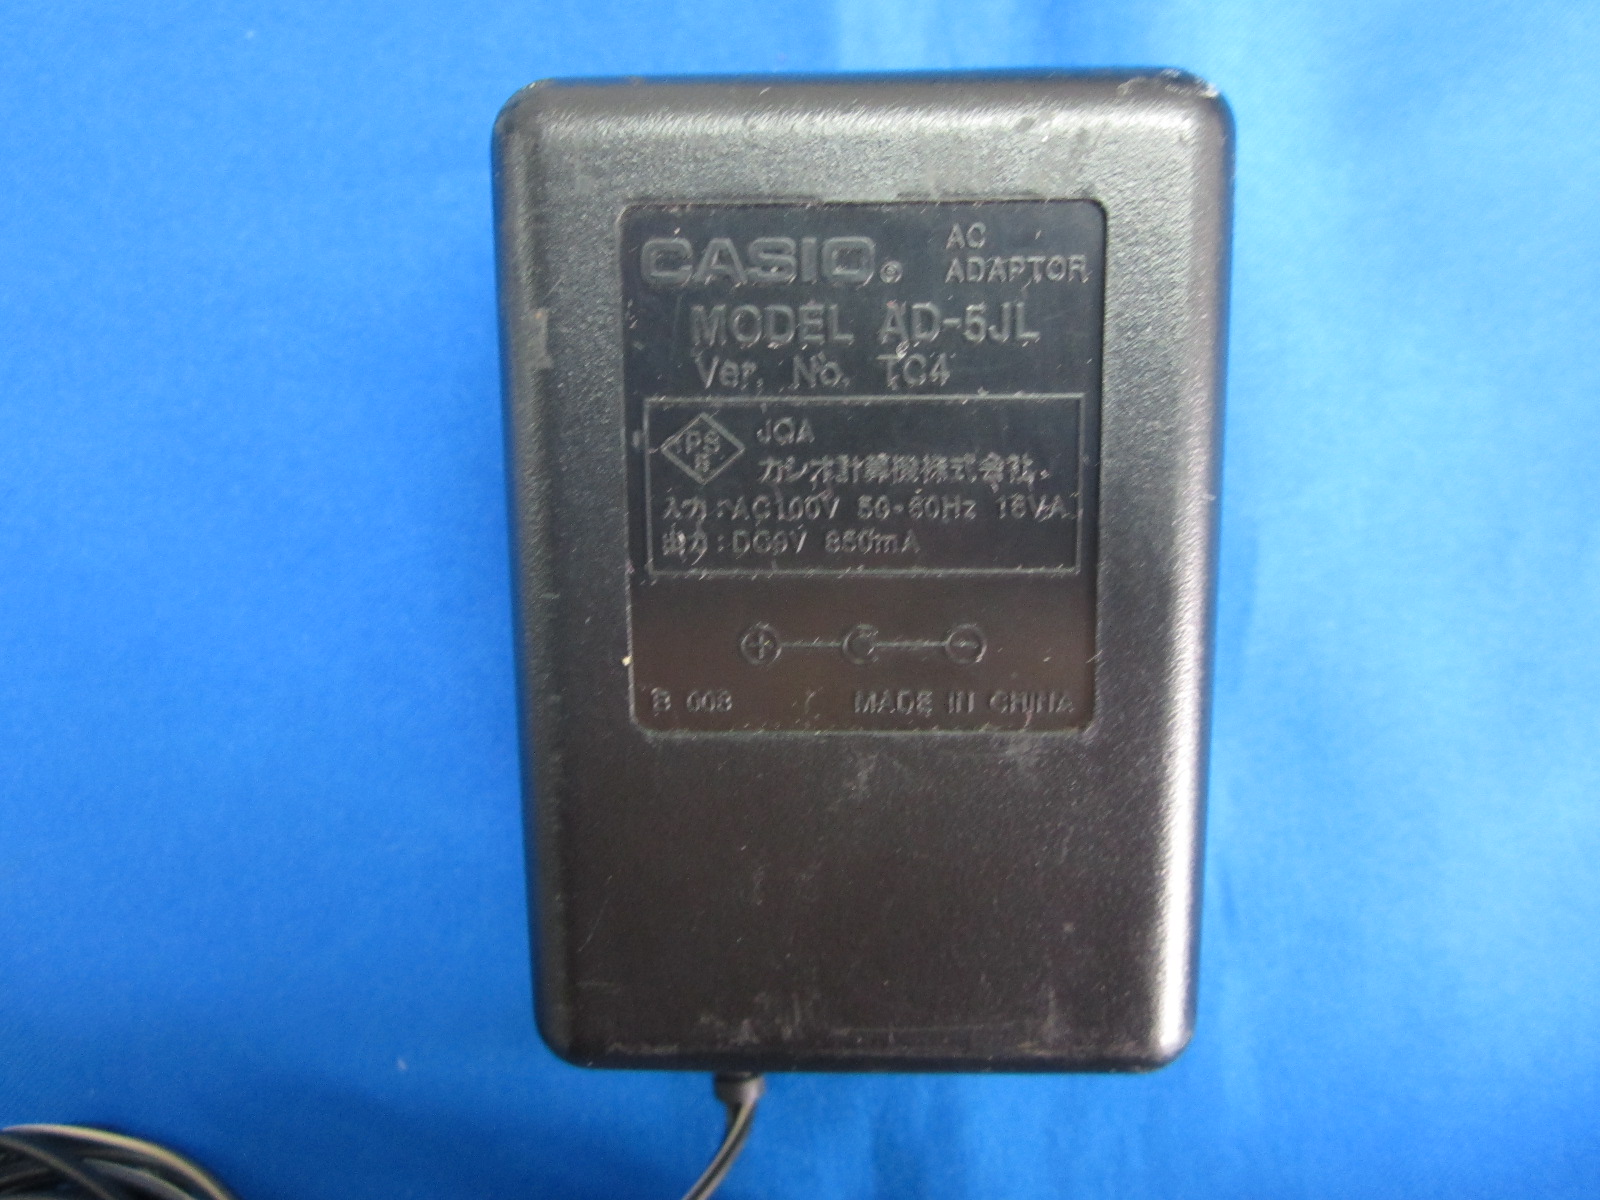 CASIO® AC ADAPTOR
MODEL AD-5JL
Ver. No. TC4
PS E JQA
カシオ計算機株式会社
入力:AC100V 50-60Hz 18VA
出力:DC9V 850mA
+ -
B 008 MADE IN CHINA